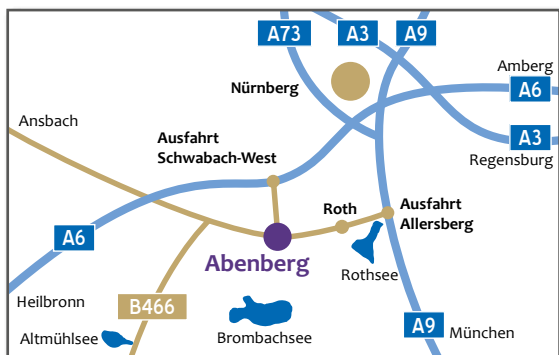 A73
A3
A9
Amberg
Nürnberg
A6
Ansbach
Ausfahrt
Schwabach-West
A3
Regensburg
Roth
Ausfahrt
Allersberg
A6
Abenberg
Rothsee
Heilbronn
B466
Altmühlsee
Brombachsee
A9
München